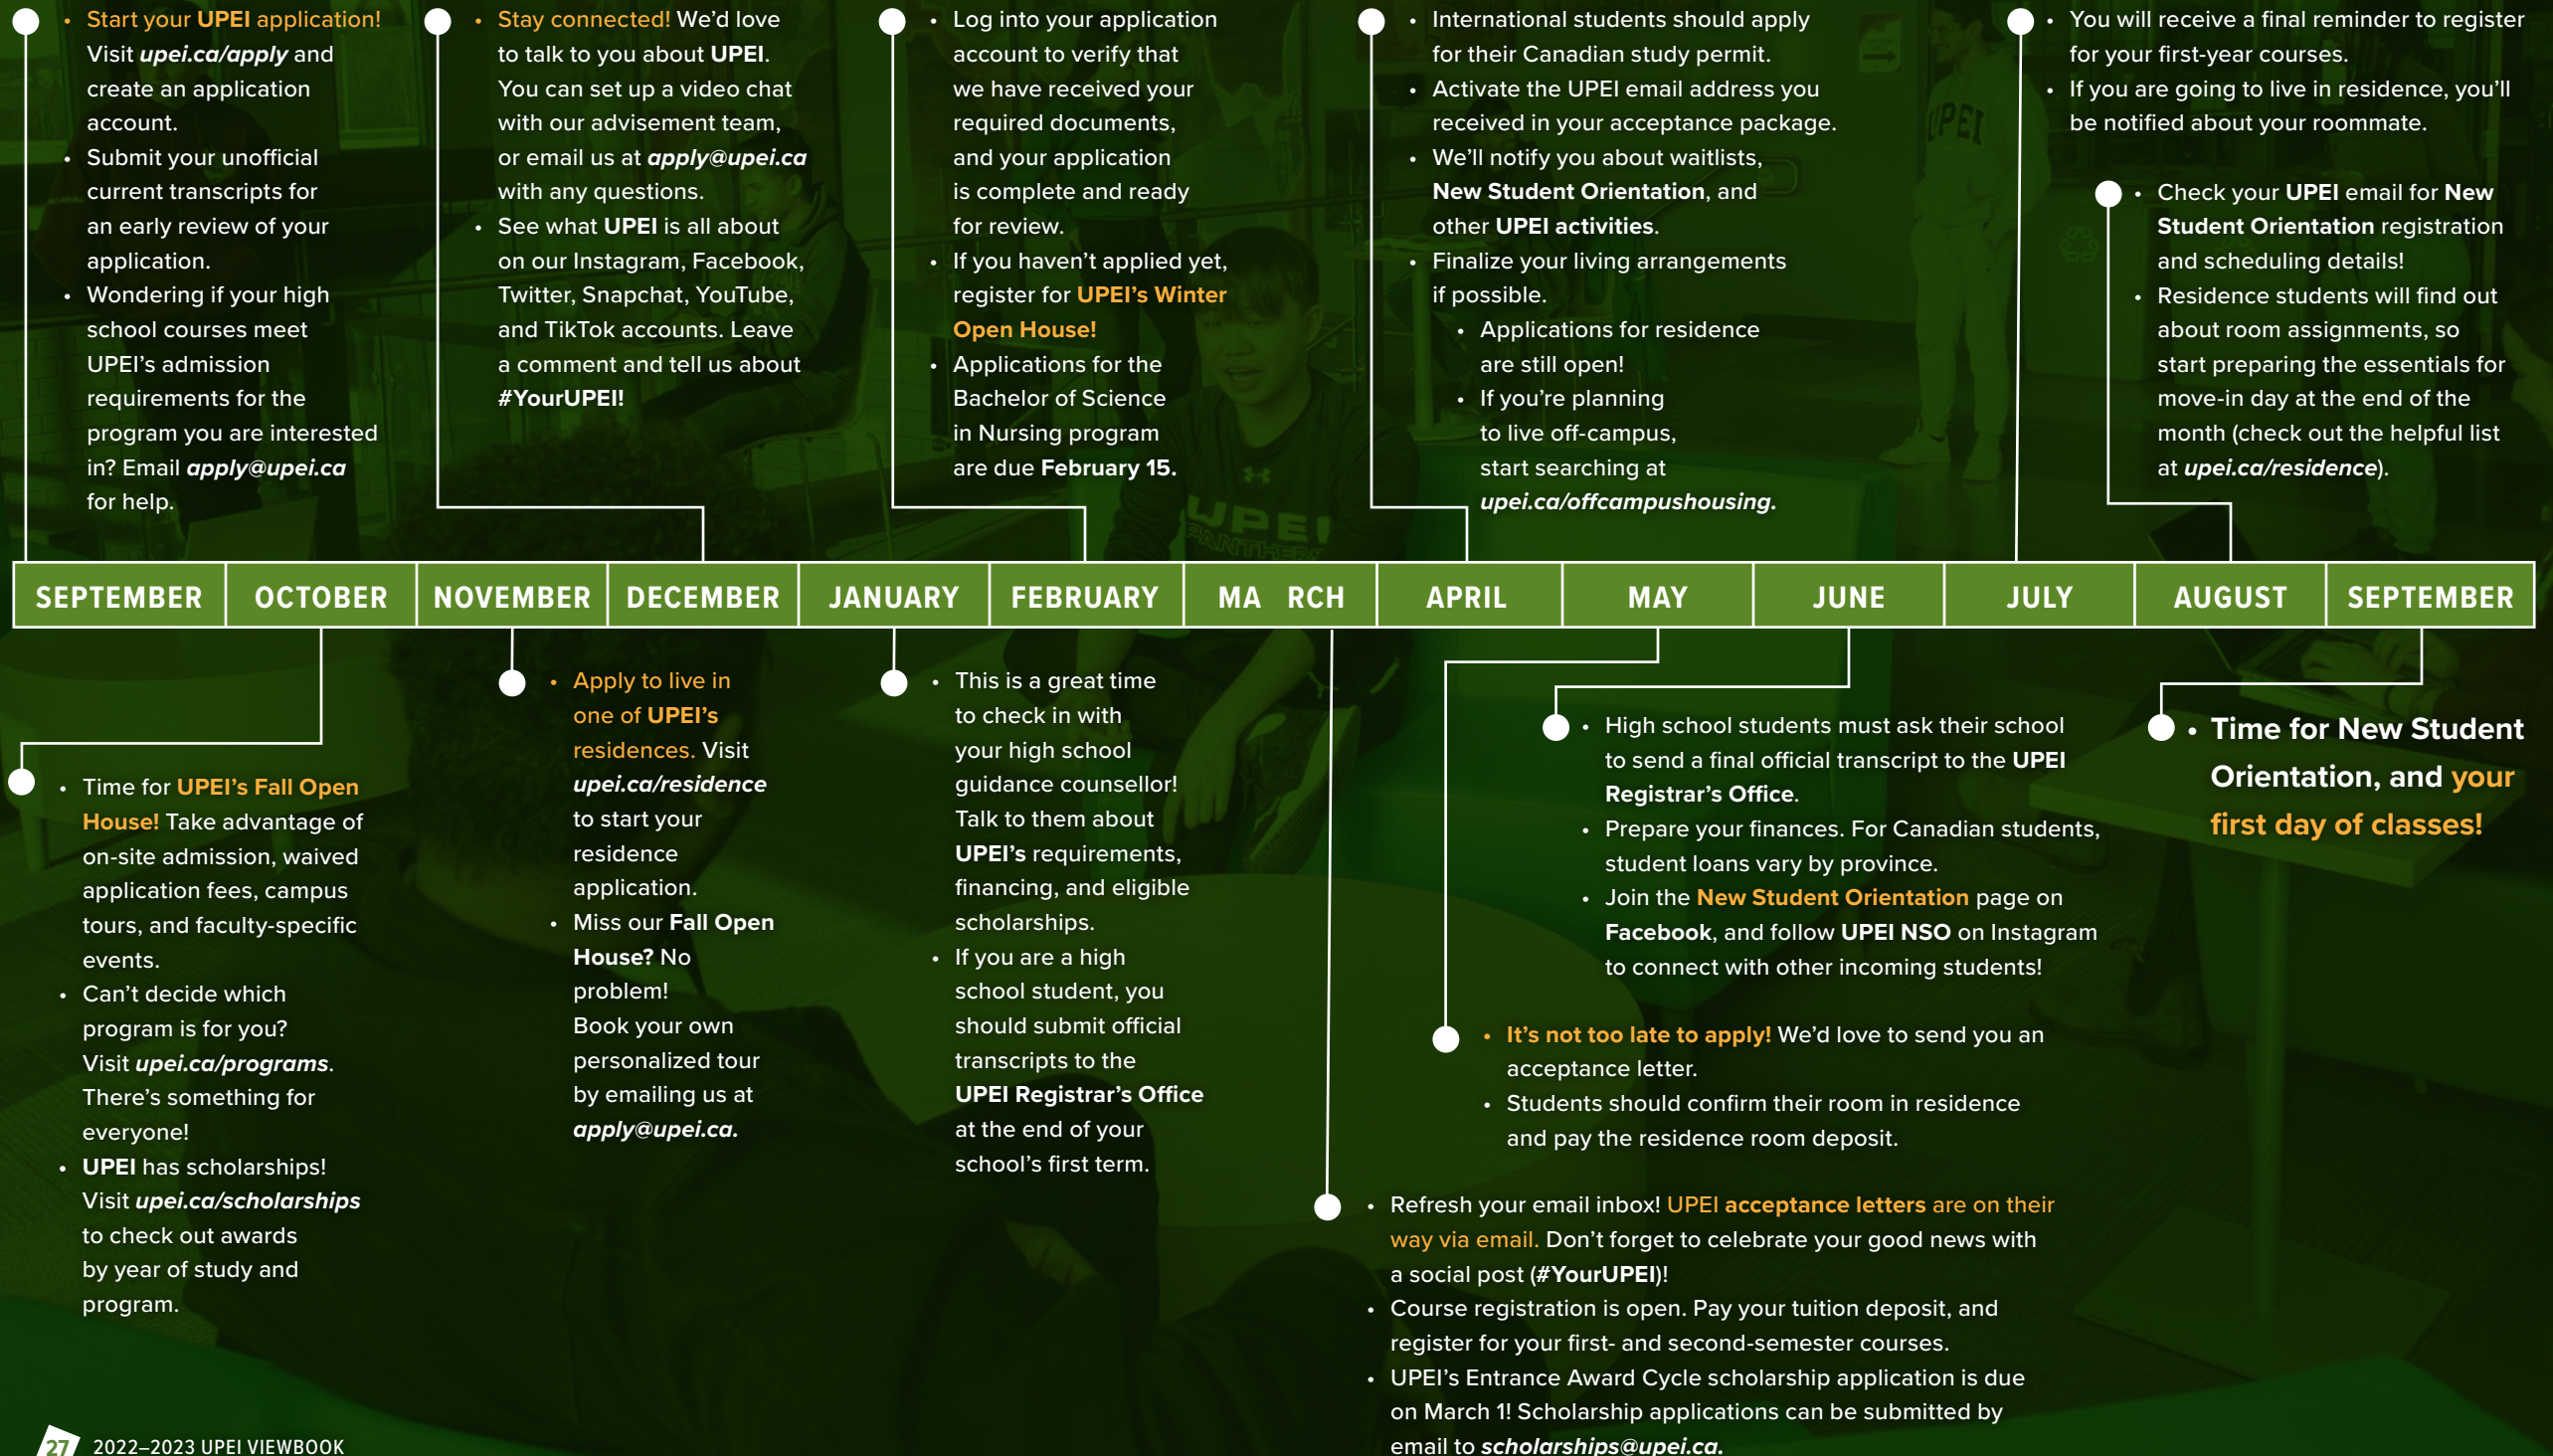 • Start your UPEI application!
Visit upei.ca/apply and
create an application
account.
• Submit your unofficial
current transcripts for
an early review of your
application.
• Wondering if your high
school courses meet
UPEI’s admission
requirements for the
program you are interested
in? Email apply@upei.ca
for help.
• Stay connected! We’d love
to talk to you about UPEI.
You can set up a video chat
with our advisement team,
or email us at apply@upei.ca
with any questions.
• See what UPEI is all about
on our Instagram, Facebook,
Twitter, Snapchat, YouTube,
and TikTok accounts. Leave
a comment and tell us about
#YourUPEI!
• Log into your application
account to verify that
we have received your
required documents,
and your application
is complete and ready
for review.
• If you haven’t applied yet,
register for UPEI’s Winter
Open House!
• Applications for the
Bachelor of Science
in Nursing program
are due February 15.
• International students should apply
for their Canadian study permit.
• Activate the UPEI email address you
received in your acceptance package.
• We’ll notify you about waitlists,
New Student Orientation, and
other UPEI activities.
• Finalize your living arrangements
if possible.
• Applications for residence
are still open!
• If you’re planning
to live off-campus,
start searching at
upei.ca/offcampushousing.
• You will receive a final reminder to register
for your first-year courses.
• If you are going to live in residence, you’ll
be notified about your roommate.
• Check your UPEI email for New
Student Orientation registration
and scheduling details!
• Residence students will find out
about room assignments, so
start preparing the essentials for
move-in day at the end of the
month (check out the helpful list
at upei.ca/residence).
UPEI
UPEI
PANTHERS
SEPTEMBER OCTOBER NOVEMBER DECEMBER JANUARY FEBRUARY MA RCH APRIL MAY JUNE JULY AUGUST SEPTEMBER
• Time for UPEI’s Fall Open
House! Take advantage of
on-site admission, waived
application fees, campus
tours, and faculty-specific
events.
• Can’t decide which
program is for you?
Visit upei.ca/programs.
There’s something for
everyone!
• UPEI has scholarships!
Visit upei.ca/scholarships
to check out awards
by year of study and
program.
• Apply to live in
one of UPEI’s
residences. Visit
upei.ca/residence
to start your
residence
application.
• Miss our Fall Open
House? No
problem!
Book your own
personalized tour
by emailing us at
apply@upei.ca.
• This is a great time
to check in with
your high school
guidance counsellor!
Talk to them about
UPEI’s requirements,
financing, and eligible
scholarships.
• If you are a high
school student, you
should submit official
transcripts to the
UPEI Registrar’s Office
at the end of your
school’s first term.
• High school students must ask their school
to send a final official transcript to the UPEI
Registrar’s Office.
• Prepare your finances. For Canadian students,
student loans vary by province.
• Join the New Student Orientation page on
Facebook, and follow UPEI NSO on Instagram
to connect with other incoming students!
• It’s not too late to apply! We’d love to send you an
acceptance letter.
• Students should confirm their room in residence
and pay the residence room deposit.
• Refresh your email inbox! UPEI acceptance letters are on their
way via email. Don’t forget to celebrate your good news with
a social post (#YourUPEI)!
• Course registration is open. Pay your tuition deposit, and
register for your first- and second-semester courses.
• UPEI’s Entrance Award Cycle scholarship application is due
on March 1! Scholarship applications can be submitted by
email to scholarships@upei.ca.
• Time for New Student
Orientation, and your
first day of classes!
27 2022–2023 UPEI VIEWBOOK